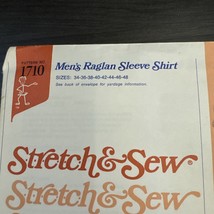 PATTERN NO.
1710
Men's Raglan Sleeve Shirt
SIZES: 34-36-38-40-42-44-46-48
See back of envelope for yardage information.
Stretch & Sew®
Stretch & Sew